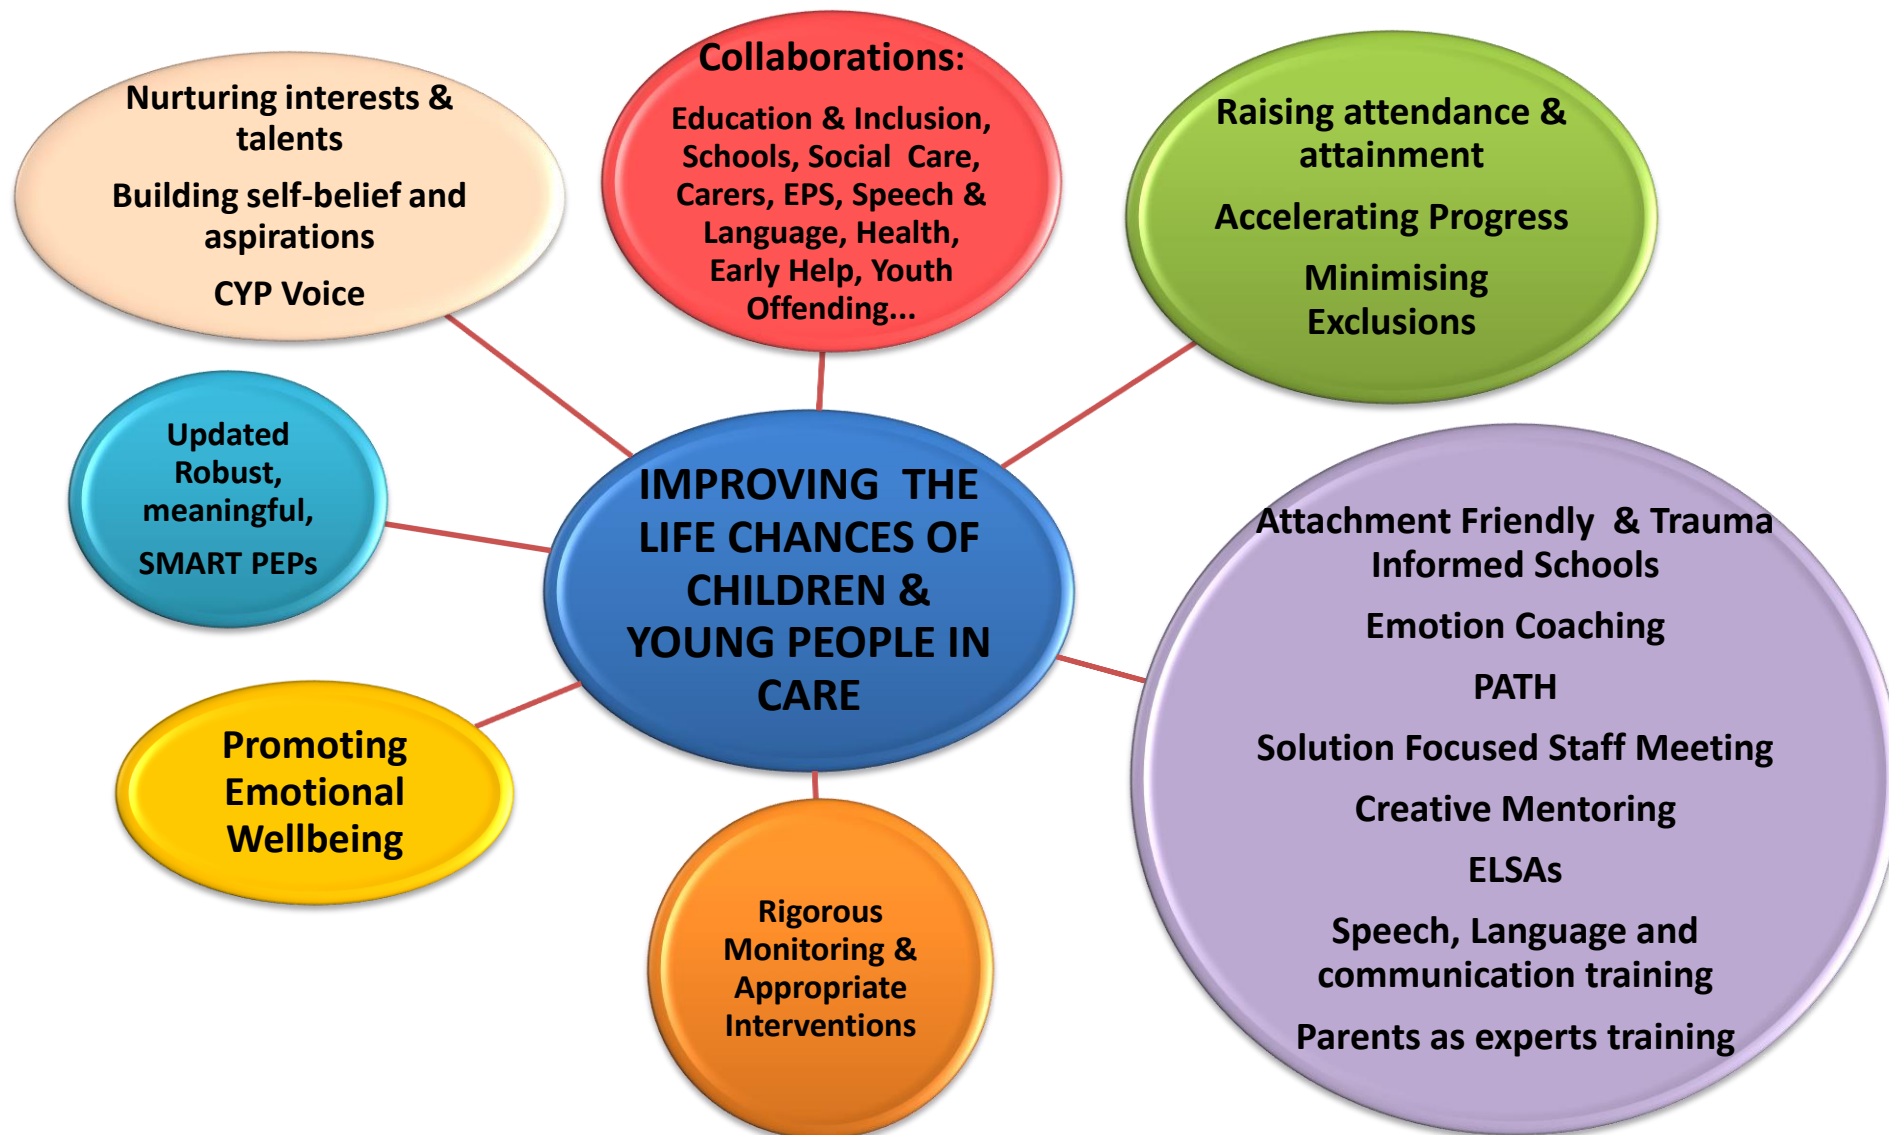 Nurturing interests &
talents
Building self-belief and
aspirations
CYP Voice
Collaborations:
Education & Inclusion,
Schools, Social Care,
Carers, EPS, Speech &
Language, Health,
Early Help, Youth
Offending...
Raising attendance &
attainment
Accelerating Progress
Minimising
Exclusions
Updated
Robust,
meaningful,
SMART PEPs
IMPROVING THE
LIFE CHANCES OF
CHILDREN &
YOUNG PEOPLE IN
CARE
Attachment Friendly & Trauma
Informed Schools
Emotion Coaching
PATH
Solution Focused Staff Meeting
Creative Mentoring
ELSAs
Speech, Language and
communication training
Parents as experts training
Promoting
Emotional
Wellbeing
Rigorous
Monitoring &
Appropriate
Interventions